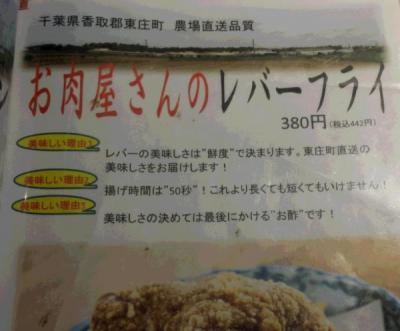 千葉県香取郡東庄町　農場直送品質
お肉屋さんのレバーフライ
380円(税込442円)
美味しい理由1
レバーの美味しさは"鮮度"で決まります。東庄町直送の
美味しさをお届けします!
美味しい理由2
揚げ時間は"50秒"!これより長くても短くてもいけません!
美味しい理由3
美味しさの決めては最後にかける"お酢"です!